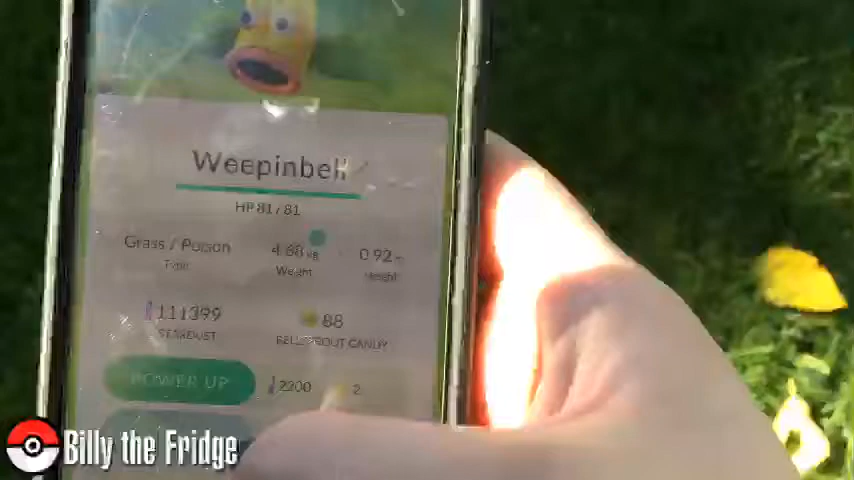 Weepinbell
HP 81 / 81
Grass / Poison
Type
4.68 kg
Weight
0.92
Height
111399
STARDUST
88
BELLSPROUT CANDY
POWER UP
2200
2
Billy the Fridge